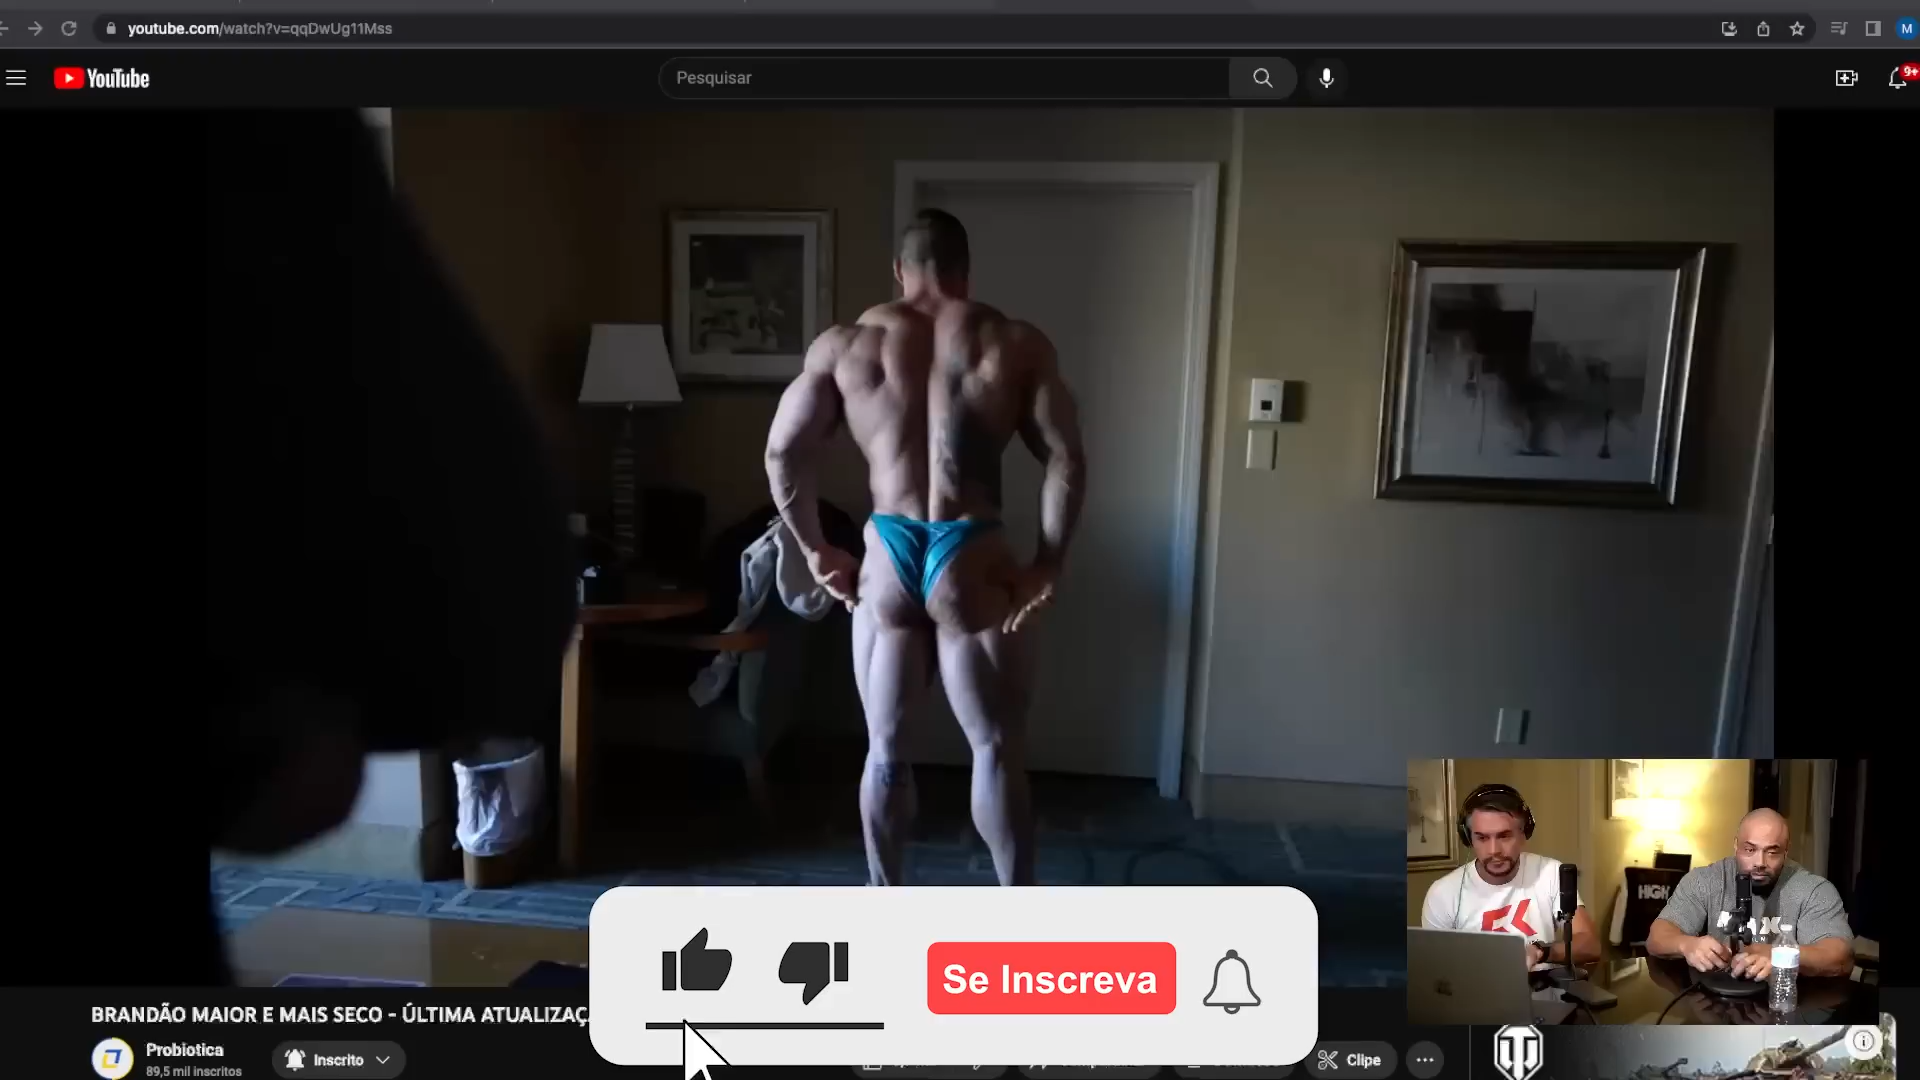 youtube.com/watch?v=qqDwUg11Mss
M
YouTube
Pesquisar
9+
HIGH
Se Inscreva
BRANDÃO MAIOR E MAIS SECO - ÚLTIMA ATUALIZAÇ
Probiotica
89,5 mil inscritos
Inscrito
Clipe